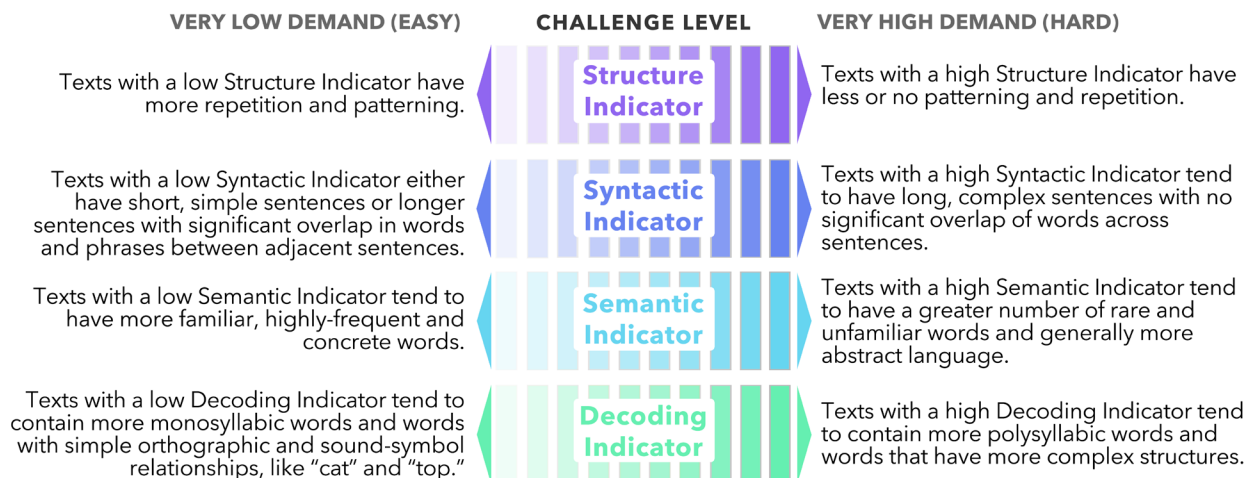 VERY LOW DEMAND (EASY)
CHALLENGE LEVEL
VERY HIGH DEMAND (HARD)
Texts with a low Structure Indicator have
more repetition and patterning.
Structure
Indicator
Texts with a high Structure Indicator have
less or no patterning and repetition.
Texts with a low Syntactic Indicator either
have short, simple sentences or longer
sentences with significant overlap in words
and phrases between adjacent sentences.
Syntactic
Indicator
Texts with a high Syntactic Indicator tend
to have long, complex sentences with no
significant overlap of words across
sentences.
Texts with a low Semantic Indicator tend to
have more familiar, highly-frequent and
concrete words.
Semantic
Indicator
Texts with a high Semantic Indicator tend
to have a greater number of rare and
unfamiliar words and generally more
abstract language.
Texts with a low Decoding Indicator tend to
contain more monosyllabic words and words
with simple orthographic and sound-symbol
relationships, like “cat” and “top.”
Decoding
Indicator
Texts with a high Decoding Indicator tend
to contain more polysyllabic words and
words that have more complex structures.